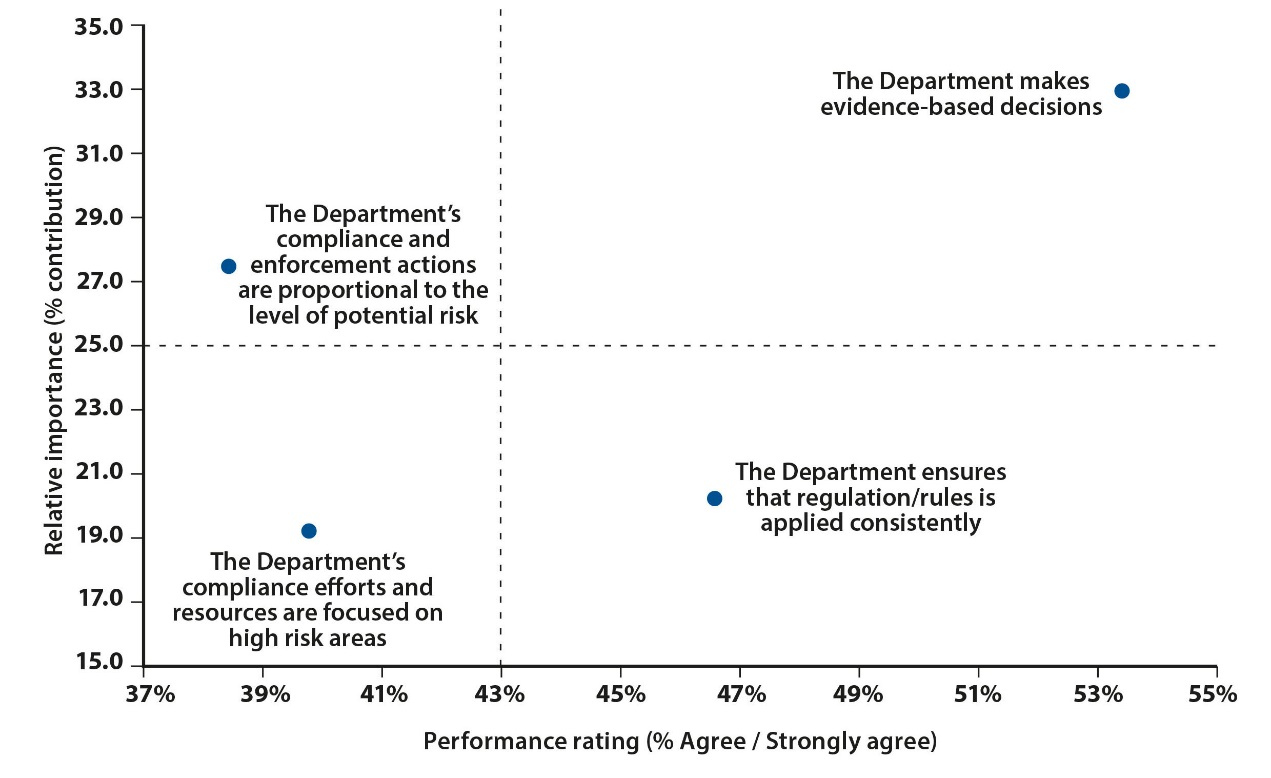 35.0
33.0
31.0
29.0
27.0
25.0
23.0
21.0
19.0
17.0
15.0
Relative importance (% contribution)
The Department makes
evidence-based decisions
The Department’s
compliance and
enforcement actions
are proportional to the
level of potential risk
The Department ensures
that regulation/rules is
applied consistently
The Department’s
compliance efforts and
resources are focused on
high risk areas
37% 39% 41% 43% 45% 47% 49% 51% 53% 55%
Performance rating (% Agree / Strongly agree)